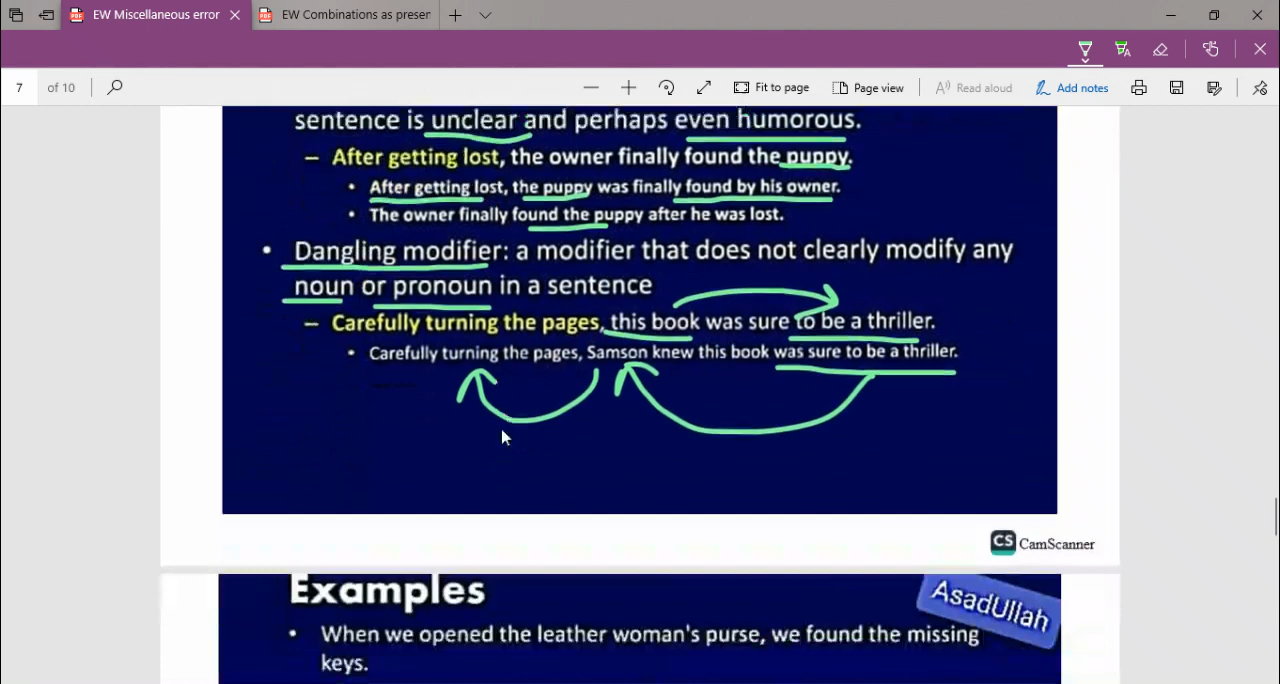 EW Miscellaneous error
EW Combinations as presen
7 of 10
Fit to page
Page view
Read aloud
Add notes
sentence is unclear and perhaps even humorous.
– After getting lost, the owner finally found the puppy.
• After getting lost, the puppy was finally found by his owner.
• The owner finally found the puppy after he was lost.
• Dangling modifier: a modifier that does not clearly modify any
noun or pronoun in a sentence
– Carefully turning the pages, this book was sure to be a thriller.
• Carefully turning the pages, Samson knew this book was sure to be a thriller.
CS CamScanner
Examples
AsadUllah
• When we opened the leather woman's purse, we found the missing
keys.